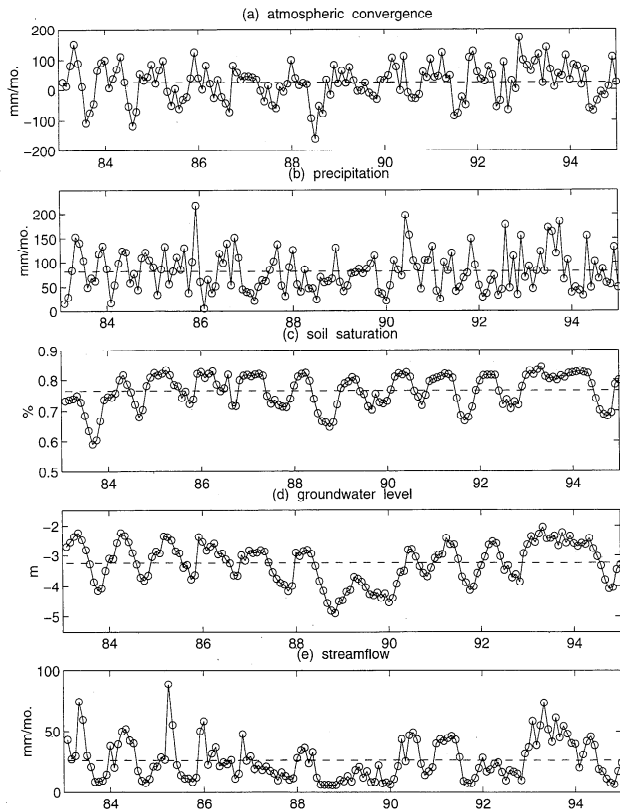 (a) atmospheric convergence
200
100
0
−100
−200
mm/mo.
84 86 88 90 92 94
(b) precipitation
200
150
100
50
0
mm/mo.
84 86 88 90 92 94
(c) soil saturation
0.9
0.8
0.7
0.6
0.5
%
84 86 88 90 92 94
(d) groundwater level
−2
−3
−4
−5
m
84 86 88 90 92 94
(e) streamflow
100
50
0
mm/mo.
84 86 88 90 92 94